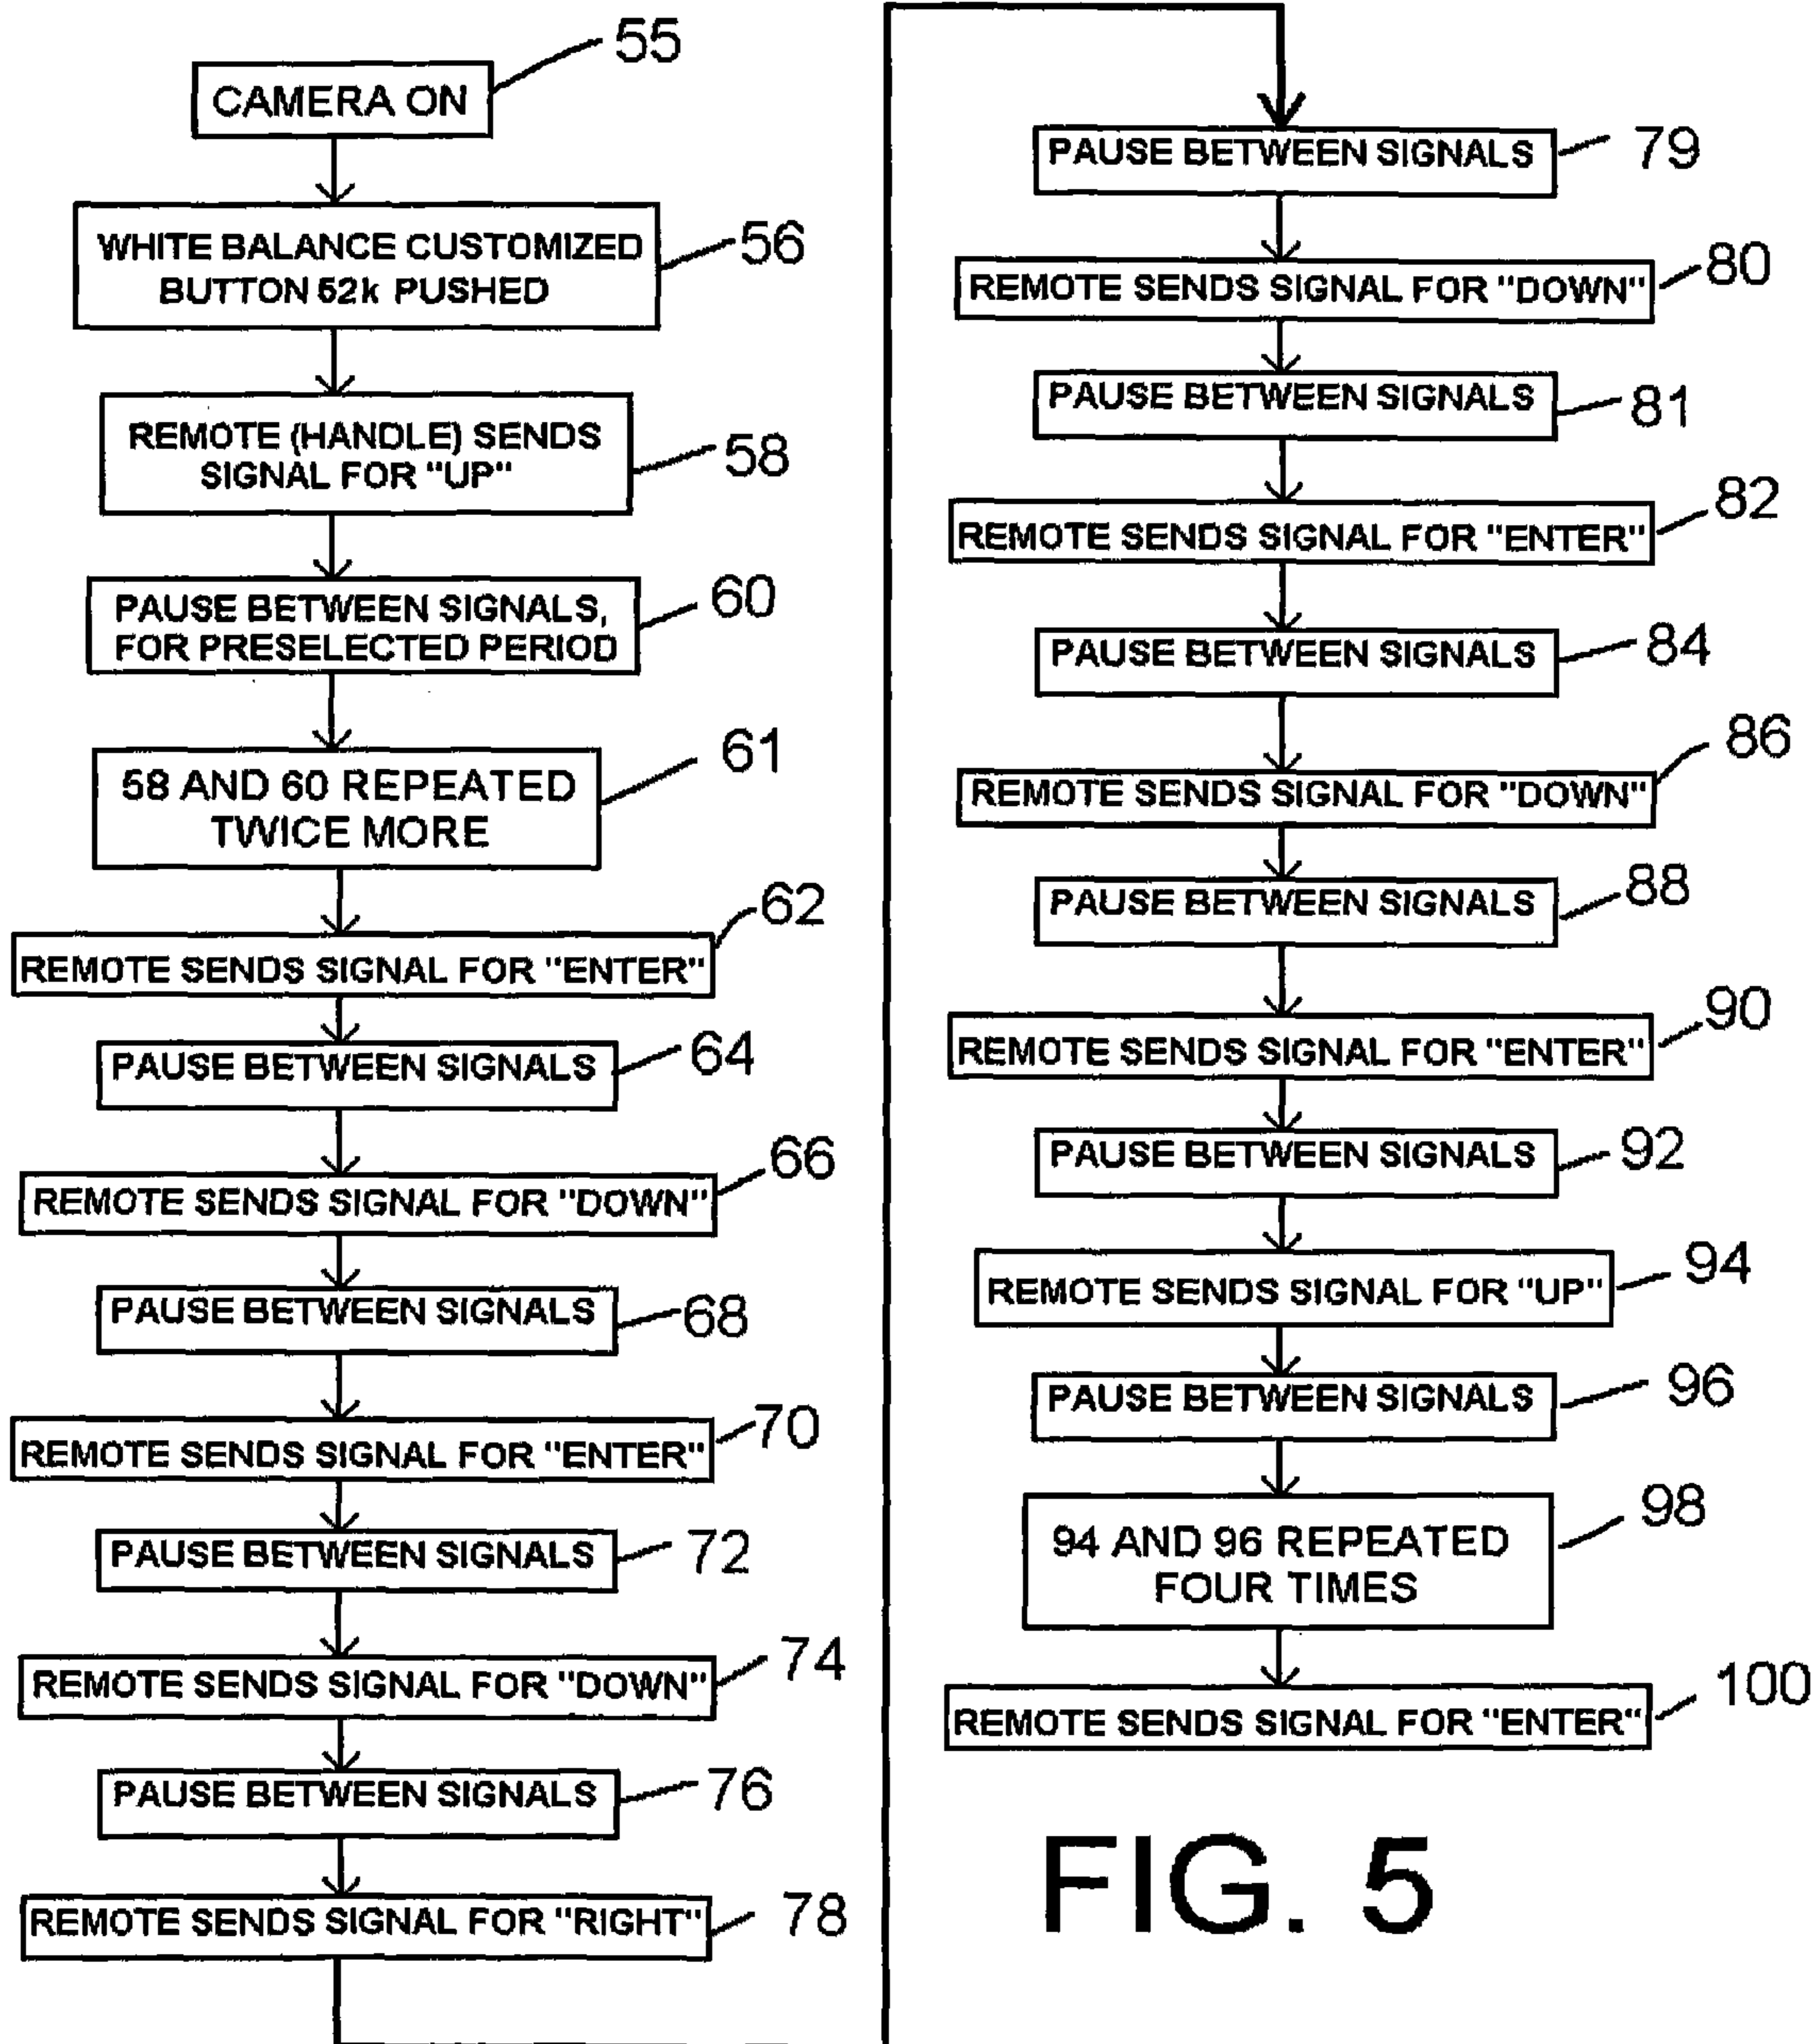 CAMERA ON
55
WHITE BALANCE CUSTOMIZED
BUTTON 52k PUSHED
56
REMOTE (HANDLE) SENDS
SIGNAL FOR "UP"
58
PAUSE BETWEEN SIGNALS,
FOR PRESELECTED PERIOD
60
58 AND 60 REPEATED
TWICE MORE
61
REMOTE SENDS SIGNAL FOR "ENTER"
62
PAUSE BETWEEN SIGNALS
64
REMOTE SENDS SIGNAL FOR "DOWN"
66
PAUSE BETWEEN SIGNALS
68
REMOTE SENDS SIGNAL FOR "ENTER"
70
PAUSE BETWEEN SIGNALS
72
REMOTE SENDS SIGNAL FOR "DOWN"
74
PAUSE BETWEEN SIGNALS
76
REMOTE SENDS SIGNAL FOR "RIGHT"
78
PAUSE BETWEEN SIGNALS
79
REMOTE SENDS SIGNAL FOR "DOWN"
80
PAUSE BETWEEN SIGNALS
81
REMOTE SENDS SIGNAL FOR "ENTER"
82
PAUSE BETWEEN SIGNALS
84
REMOTE SENDS SIGNAL FOR "DOWN"
86
PAUSE BETWEEN SIGNALS
88
REMOTE SENDS SIGNAL FOR "ENTER"
90
PAUSE BETWEEN SIGNALS
92
REMOTE SENDS SIGNAL FOR "UP"
94
PAUSE BETWEEN SIGNALS
96
94 AND 96 REPEATED
FOUR TIMES
98
REMOTE SENDS SIGNAL FOR "ENTER"
100
FIG. 5